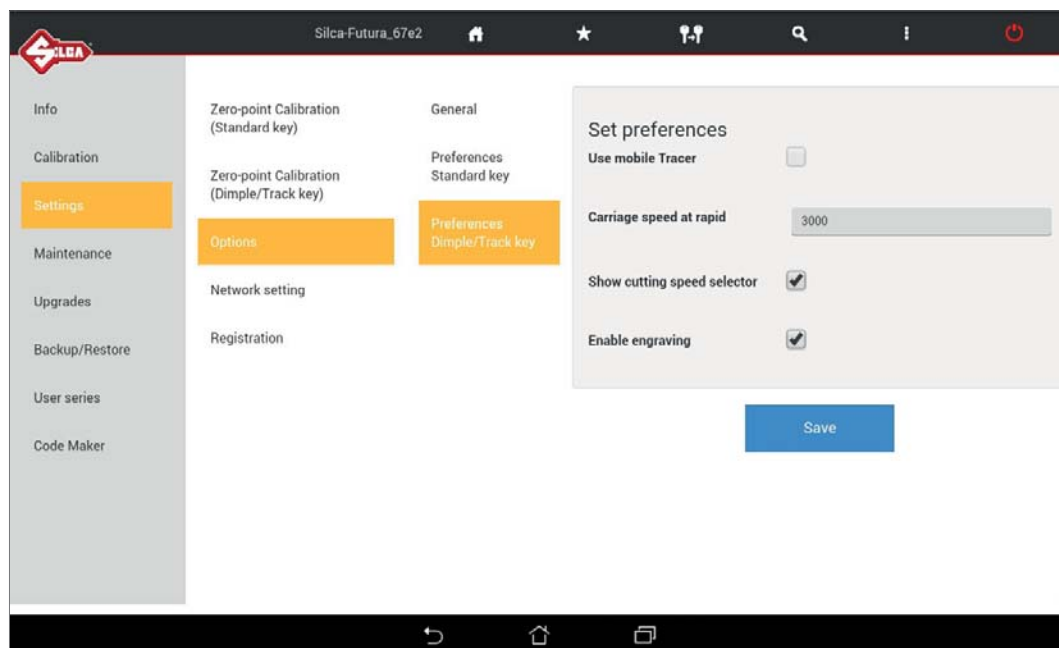 SILCA
Silca-Futura_67e2
Info
Calibration
Settings
Maintenance
Upgrades
Backup/Restore
User series
Code Maker
Zero-point Calibration
(Standard key)
Zero-point Calibration
(Dimple/Track key)
Options
Network setting
Registration
General
Preferences
Standard key
Preferences
Dimple/Track key
Set preferences
Use mobile Tracer
Carriage speed at rapid
3000
Show cutting speed selector
Enable engraving
Save